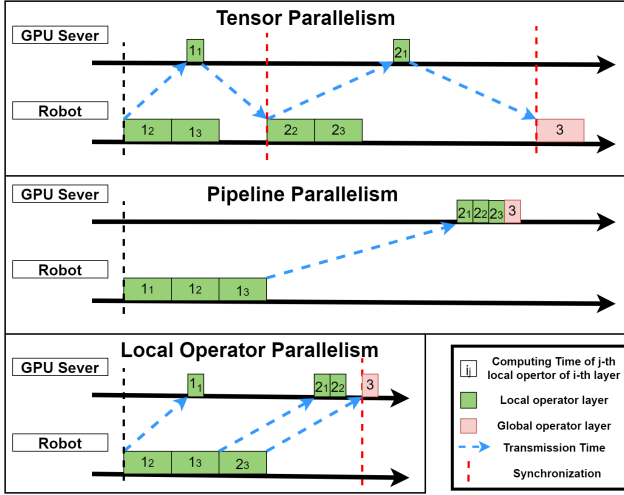 Tensor Parallelism
GPU Sever
1₁
2₁
Robot
1₂ 1₃
2₂ 2₃
3
Pipeline Parallelism
GPU Sever
2₁ 2₂ 2₃ 3
Robot
1₁ 1₂ 1₃
Local Operator Parallelism
GPU Sever
1₁
2₁ 2₂
3
Robot
1₂ 1₃ 2₃
ij
Computing Time of j-th
local opertor of i-th layer
Local operator layer
Global operator layer
Transmission Time
Synchronization